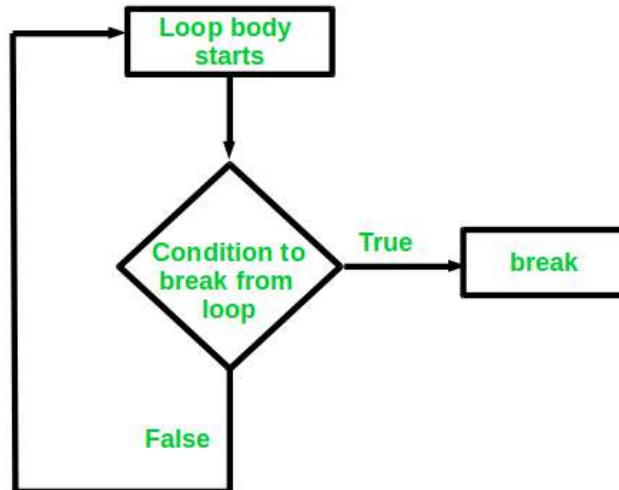 Loop body
starts
Condition to
break from
loop
True
break
False